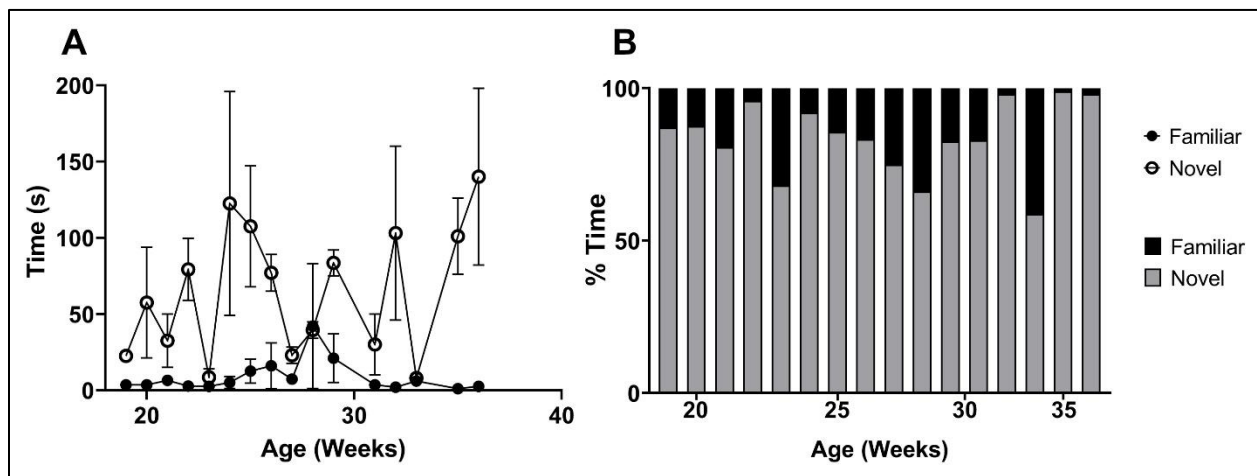 A
200
150
100
50
0
Time (s)
20 30 40
Age (Weeks)
B
100
50
0
% Time
20 25 30 35
Age (Weeks)
Familiar
Novel
Familiar
Novel